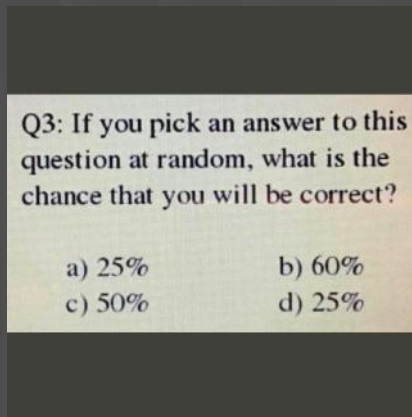 Q3: If you pick an answer to this
question at random, what is the
chance that you will be correct?
a) 25% b) 60%
c) 50% d) 25%